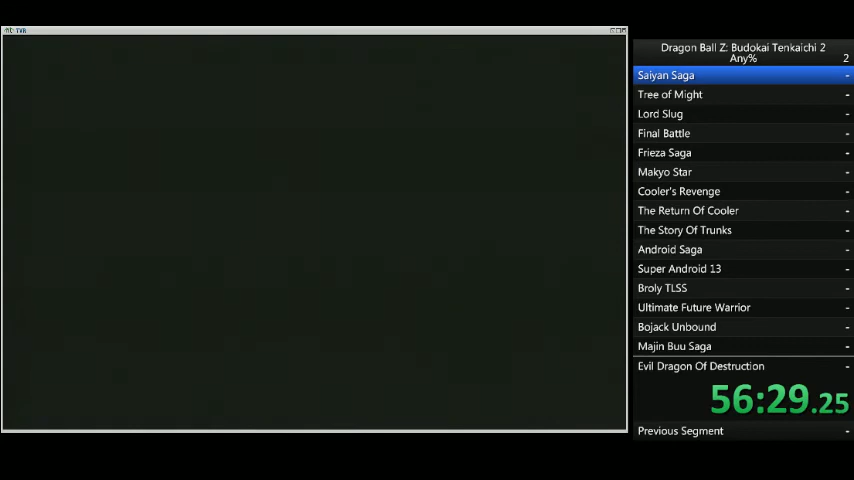 TVR
Dragon Ball Z: Budokai Tenkaichi 2
Any% 2
Saiyan Saga -
Tree of Might -
Lord Slug -
Final Battle -
Frieza Saga -
Makyo Star -
Cooler's Revenge -
The Return Of Cooler -
The Story Of Trunks -
Android Saga -
Super Android 13 -
Broly TLSS -
Ultimate Future Warrior -
Bojack Unbound -
Majin Buu Saga -
Evil Dragon Of Destruction -
56:29.25
Previous Segment -